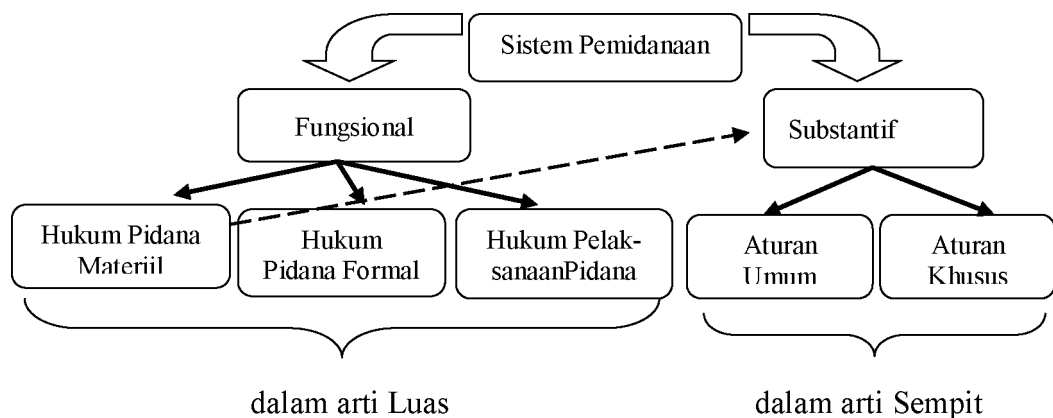 Sistem Pemidanaan
Fungsional
Substantif
Hukum Pidana
Materiil
Hukum
Pidana Formal
Hukum Pelak-
sanaanPidana
Aturan
Umum
Aturan
Khusus
dalam arti Luas
dalam arti Sempit